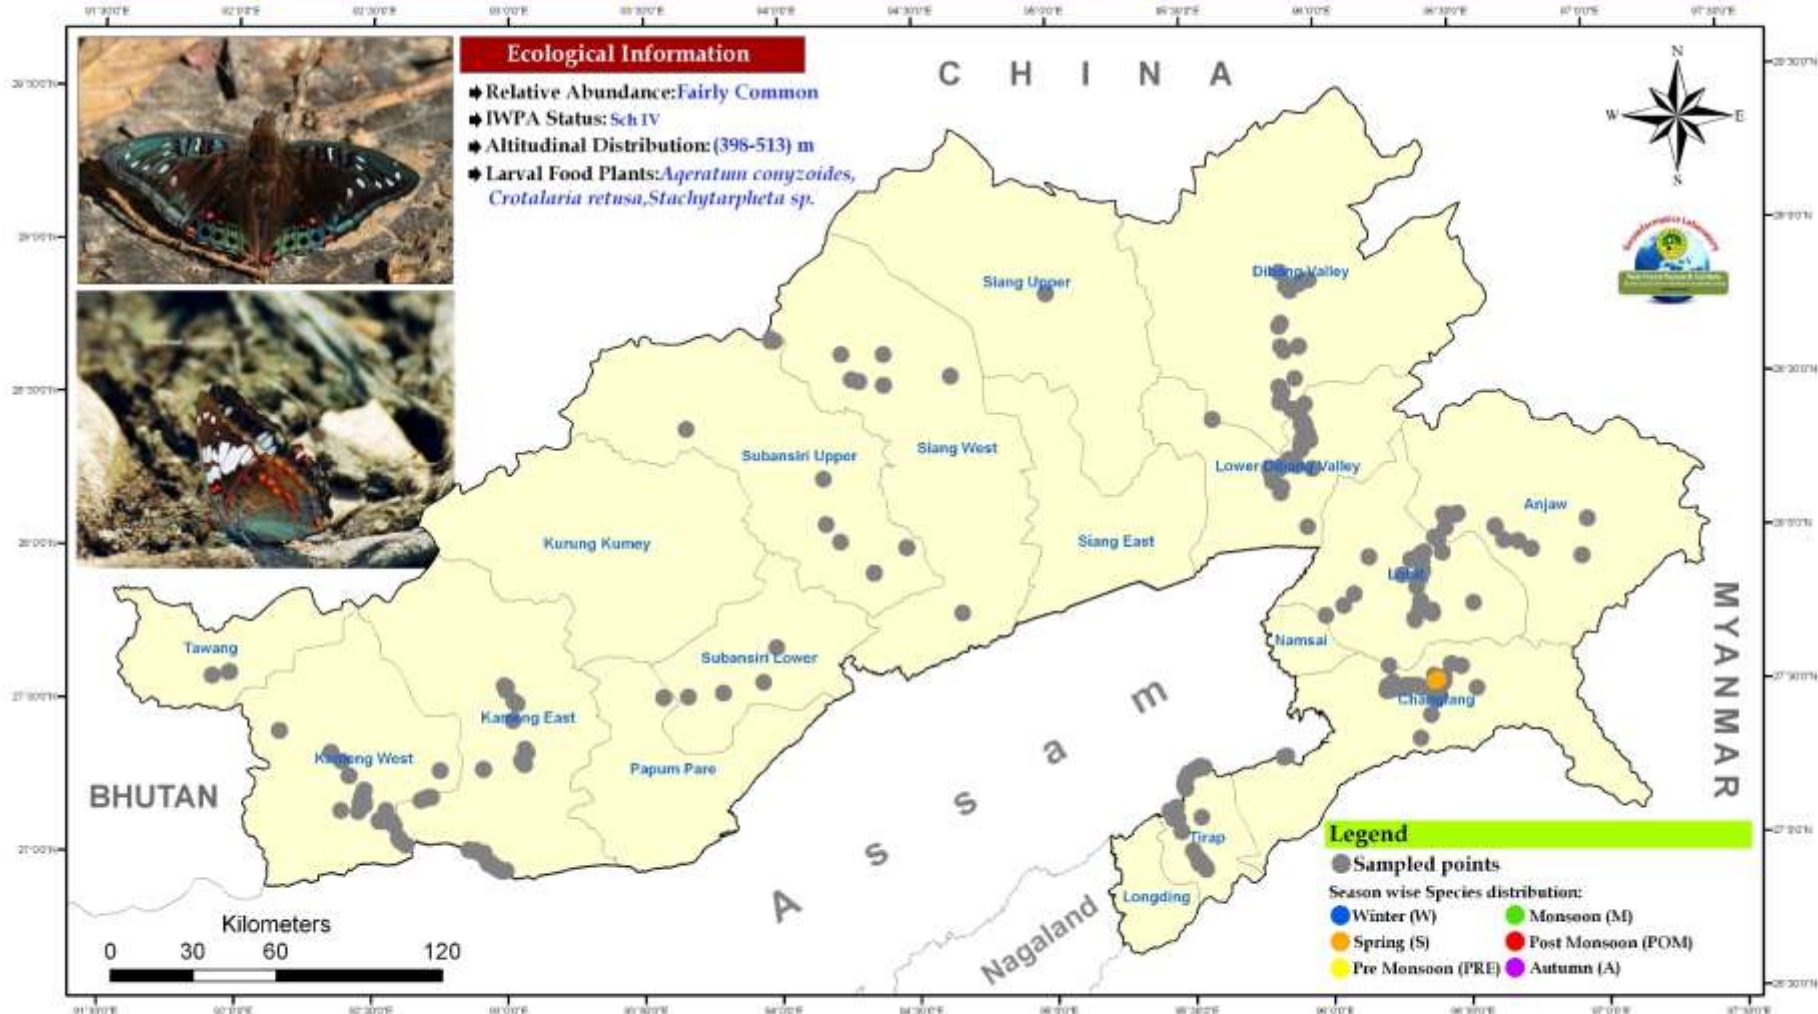 Ecological Information
Relative Abundance:Fairly Common
IWPA Status: Sch IV
Altitudinal Distribution:(398-513) m
Larval Food Plants:Aqeratum conyzoides,
Crotalaria retusa,Stachytarpheta sp.
C H I N A
N
W E
S
Siang Upper
Dibang Valley
Subansiri Upper
Siang West
Lower Dibang Valley
Anjaw
Kurung Kumey
Siang East
Lohit
Tawang
Subansiri Lower
Namsai
Kameng East
Changlang
Kameng West
Papum Pare
BHUTAN
MYANMAR
Assam
Tirap
Longding
Nagaland
Kilometers
0 30 60 120
Legend
Sampled points
Season wise Species distribution:
Winter (W) Monsoon (M)
Spring (S) Post Monsoon (POM)
Pre Monsoon (PRE) Autumn (A)